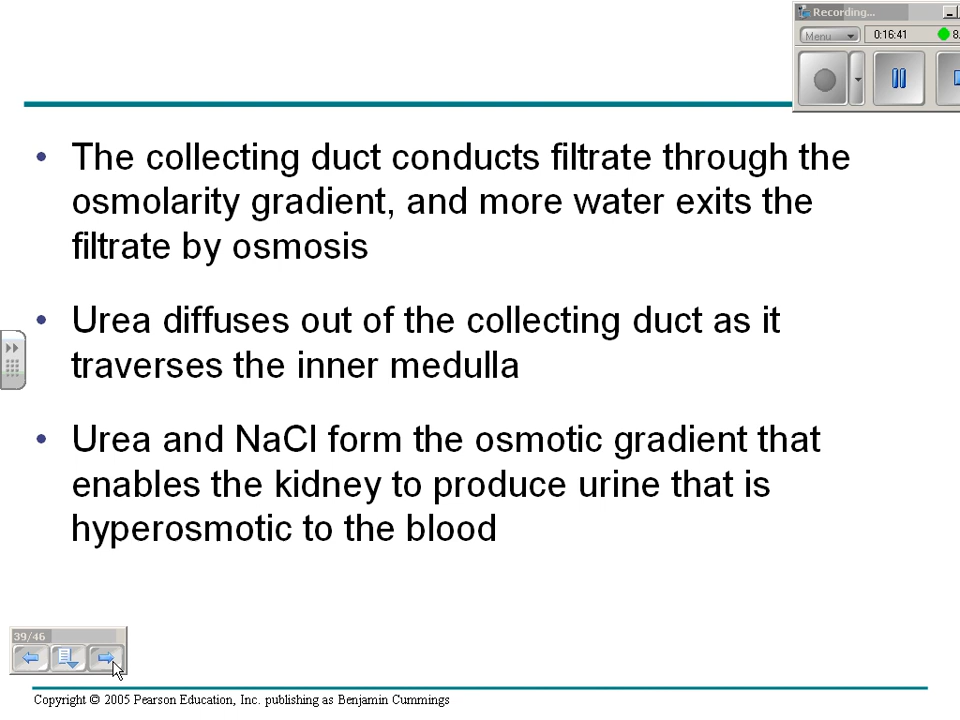 Recording...
Menu
0:16:41
8.
• The collecting duct conducts filtrate through the
osmolarity gradient, and more water exits the
filtrate by osmosis
• Urea diffuses out of the collecting duct as it
traverses the inner medulla
• Urea and NaCl form the osmotic gradient that
enables the kidney to produce urine that is
hyperosmotic to the blood
39/46
Copyright © 2005 Pearson Education, Inc. publishing as Benjamin Cummings